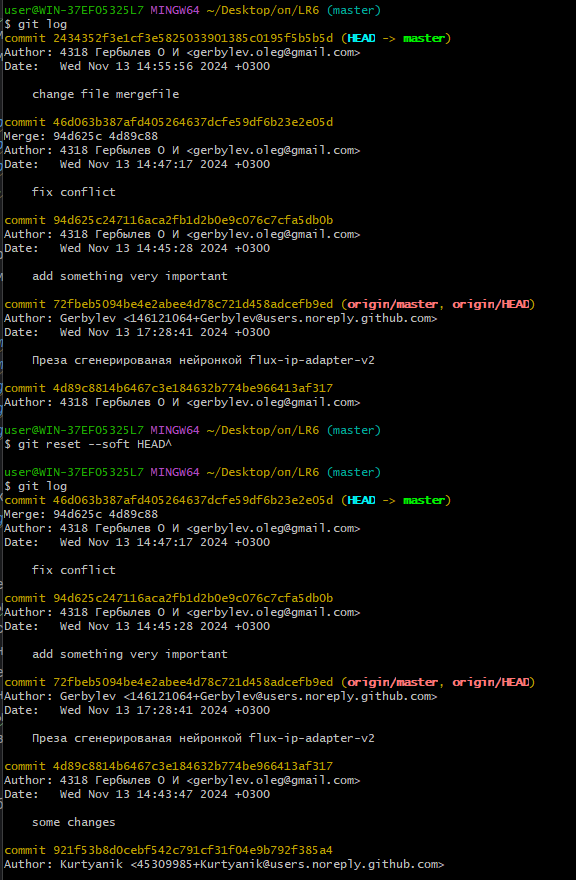 user@WIN-37EF05325L7 MINGW64 ~/Desktop/оп/LR6 (master)
$ git log
commit 2434352f3e1cf3e5825033901385c0195f5b5b5d (HEAD -> master)
Author: 4318 Гербылев О И <gerbylev.oleg@gmail.com>
Date:   Wed Nov 13 14:55:56 2024 +0300
    change file mergefile
commit 46d063b387afd405264637dcfe59df6b23e2e05d
Merge: 94d625c 4d89c88
Author: 4318 Гербылев О И <gerbylev.oleg@gmail.com>
Date:   Wed Nov 13 14:47:17 2024 +0300
    fix conflict
commit 94d625c247116aca2fb1d2b0e9c076c7cfa5db0b
Author: 4318 Гербылев О И <gerbylev.oleg@gmail.com>
Date:   Wed Nov 13 14:45:28 2024 +0300
    add something very important
commit 72fbeb5094be4e2abee4d78c721d458adcefb9ed (origin/master, origin/HEAD)
Author: Gerbylev <146121064+Gerbylev@users.noreply.github.com>
Date:   Wed Nov 13 17:28:41 2024 +0300
    Преза сгенерированая нейронкой flux-ip-adapter-v2
commit 4d89c8814b6467c3e184632b774be966413af317
Author: 4318 Гербылев О И <gerbylev.oleg@gmail.com>
user@WIN-37EF05325L7 MINGW64 ~/Desktop/оп/LR6 (master)
$ git reset --soft HEAD^
user@WIN-37EF05325L7 MINGW64 ~/Desktop/оп/LR6 (master)
$ git log
commit 46d063b387afd405264637dcfe59df6b23e2e05d (HEAD -> master)
Merge: 94d625c 4d89c88
Author: 4318 Гербылев О И <gerbylev.oleg@gmail.com>
Date:   Wed Nov 13 14:47:17 2024 +0300
    fix conflict
commit 94d625c247116aca2fb1d2b0e9c076c7cfa5db0b
Author: 4318 Гербылев О И <gerbylev.oleg@gmail.com>
Date:   Wed Nov 13 14:45:28 2024 +0300
    add something very important
commit 72fbeb5094be4e2abee4d78c721d458adcefb9ed (origin/master, origin/HEAD)
Author: Gerbylev <146121064+Gerbylev@users.noreply.github.com>
Date:   Wed Nov 13 17:28:41 2024 +0300
    Преза сгенерированая нейронкой flux-ip-adapter-v2
commit 4d89c8814b6467c3e184632b774be966413af317
Author: 4318 Гербылев О И <gerbylev.oleg@gmail.com>
Date:   Wed Nov 13 14:43:47 2024 +0300
    some changes
commit 921f53b8d0cebf542c791cf31f04e9b792f385a4
Author: Kurtyanik <45309985+Kurtyanik@users.noreply.github.com>